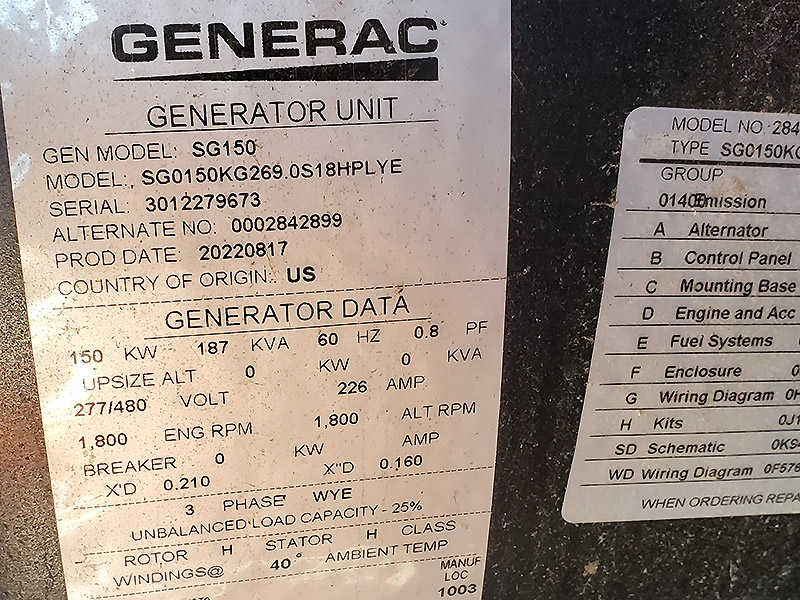 GENERAC
GENERATOR UNIT
GEN MODEL: SG150
MODEL: SG0150KG269.0S18HPLYE
SERIAL: 3012279673
ALTERNATE NO: 0002842899
PROD DATE: 20220817
COUNTRY OF ORIGIN: US
GENERATOR DATA
150 KW 187 KVA 60 HZ 0.8 PF
UPSIZE ALT 0 KW 0 KVA
277/480 VOLT 226 AMP
1,800 ENG RPM 1,800 ALT RPM
BREAKER 0 KW AMP
X'D 0.210 X"D 0.160
3 PHASE WYE
UNBALANCED LOAD CAPACITY - 25%
ROTOR H STATOR H CLASS
WINDINGS@ 40° AMBIENT TEMP
MANUF
LOC
1003
MODEL NO 284
TYPE SG0150KG
GROUP
Emission
A Alternator
B Control Panel
C Mounting Base
D Engine and Acc
E Fuel Systems
F Enclosure
G Wiring Diagram 0H
H Kits 0J1
SD Schematic 0K9
WD Wiring Diagram 0F576
WHEN ORDERING REPA